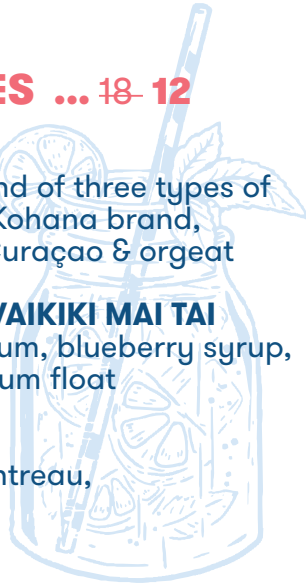 ES ... 18 12
nd of three types of
Kohana brand,
Curaçao & orgeat
WAIKIKI MAI TAI
um, blueberry syrup,
um float
ntreau,